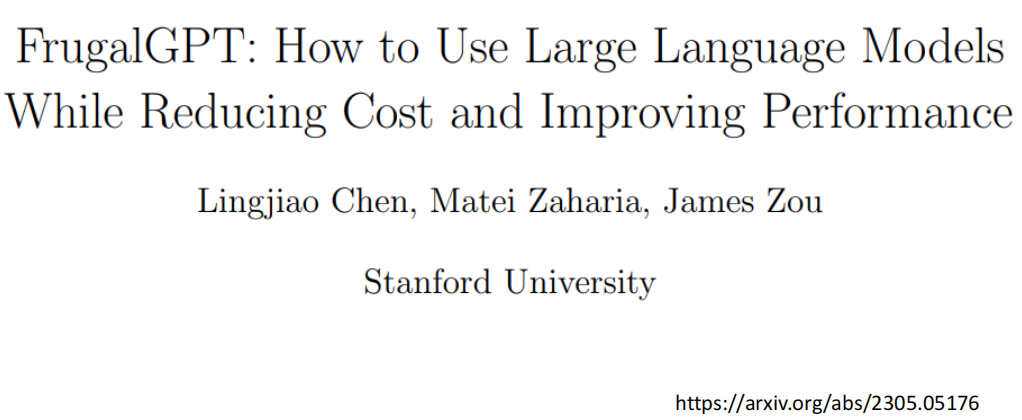 FrugalGPT: How to Use Large Language Models
While Reducing Cost and Improving Performance
Lingjiao Chen, Matei Zaharia, James Zou
Stanford University
https://arxiv.org/abs/2305.05176